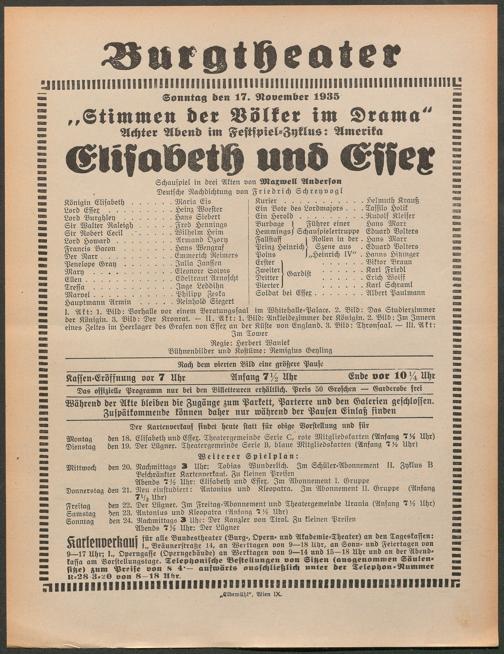 Burgtheater
Sonntag den 17. November 1935
„Stimmen der Völker im Drama“
Achter Abend im Festspiel-Zyklus: Amerika
Elisabeth und Essex
Schauspiel in drei Akten von Maxwell Anderson
Deutsche Nachdichtung von Friedrich Schreyvogl
Königin Elisabeth . . . . . Maria Eis
Lord Essex . . . . . Heinz Woester
Lord Burghley . . . . . Hans Siebert
Sir Walter Raleigh . . . . . Fred Hennings
Sir Robert Cecil . . . . . Wilhelm Heim
Lord Howard . . . . . Armand Ozory
Francis Bacon . . . . . Hans Wengraf
Der Narr . . . . . Emmerich Reimers
Penelope Gray . . . . . Julia Janssen
Mary . . . . . Eleonore Solvas
Ellen . . . . . Edeltraut Arnschst
Tressa . . . . . Inge Leddihn
Marvel . . . . . Philipp Zeska
Hauptmann Armin . . . . . Reinhold Siegert
Kurier . . . . . Helmuth Krauß
Ein Bote des Lordmajors . . Tassilo Holik
Ein Herold . . . . . Rudolf Kleiser
Burbage } Führer einer { Hans Marr
Hemmings } Schauspielertruppe { Eduard Volters
Fallstaff } Rollen in der { Hans Marr
Prinz Heinrich } Szene aus { Eduard Volters
Poins } „Heinrich IV“ { Hanns Hikinger
Erster } . . . . . Viktor Braun
Zweiter } Gardist . . . . . Karl Friedl
Dritter } . . . . . Erich Wolff
Vierter } . . . . . Karl Schraml
Soldat bei Essex . . . . . Albert Paulmann
I. Akt: 1. Bild: Vorhalle vor einem Beratungssaal im Whitehalle-Palace. 2. Bild: Das Studierzimmer
der Königin. 3. Bild: Der Kronrat. — II. Akt: 1. Bild: Ankleidezimmer der Königin. 2. Bild: Im Innern
eines Zeltes im Heerlager des Grafen von Essex an der Küste von England. 3. Bild: Thronsaal. — III. Akt:
Im Tower
Regie: Herbert Waniek
Bühnenbilder und Kostüme: Remigius Geyling
Nach dem vierten Bild eine größere Pause
Kassen-Eröffnung vor 7 Uhr Anfang 7½ Uhr Ende vor 10¼ Uhr
Das offizielle Programm nur bei den Billetteuren erhältlich. Preis 50 Groschen — Garderobe frei
Während der Akte bleiben die Zugänge zum Parkett, Parterre und den Galerien geschlossen.
Zuspätkommende können daher nur während der Pausen Einlaß finden
Der Kartenverkauf findet heute statt für obige Vorstellung und für
Montag den 18. Elisabeth und Essex. Theatergemeinde Serie C, rote Mitgliedskarten (Anfang 7½ Uhr)
Dienstag den 19. Der Lügner. Theatergemeinde Serie B, blaue Mitgliedskarten (Anfang 7½ Uhr)
Weiterer Spielplan:
Mittwoch den 20. Nachmittags 3 Uhr: Tobias Wunderlich. Im Schüler-Abonnement II. Zyklus B
Beschränkter Kartenverkauf. Zu kleinen Preisen
Abends 7½ Uhr: Elisabeth und Essex. Im Abonnement I. Gruppe
Donnerstag den 21. Neu einstudiert: Antonius und Kleopatra. Im Abonnement II. Gruppe (Anfang
7½ Uhr)
Freitag den 22. Der Lügner. Im Freitag-Abonnement und Theatergemeinde Urania (Anfang 7½ Uhr)
Samstag den 23. Antonius und Kleopatra (Anfang 7½ Uhr)
Sonntag den 24. Nachmittags 3 Uhr: Der Kanzler von Tirol. Zu kleinen Preisen
Abends 7½ Uhr: Der Lügner
Kartenverkauf für alle Bundestheater (Burg-, Opern- und Akademie-Theater) an den Tageskassen:
I., Bräunerstraße 14, an Werktagen von 9—18 Uhr, an Sonn- und Feiertagen von
9—17 Uhr; I., Operngasse (Operngebäude) an Werktagen von 9—14 und 15—18 Uhr und an der Abend-
kassa am Vorstellungstage. Telephonische Bestellungen von Sitzen (ausgenommen Säulen-
sitze) zum Preise von S 4·— aufwärts ausschließlich unter der Telephon-Nummer
R-28-3-20 von 8—18 Uhr.
„Elbemühl“, Wien IX.